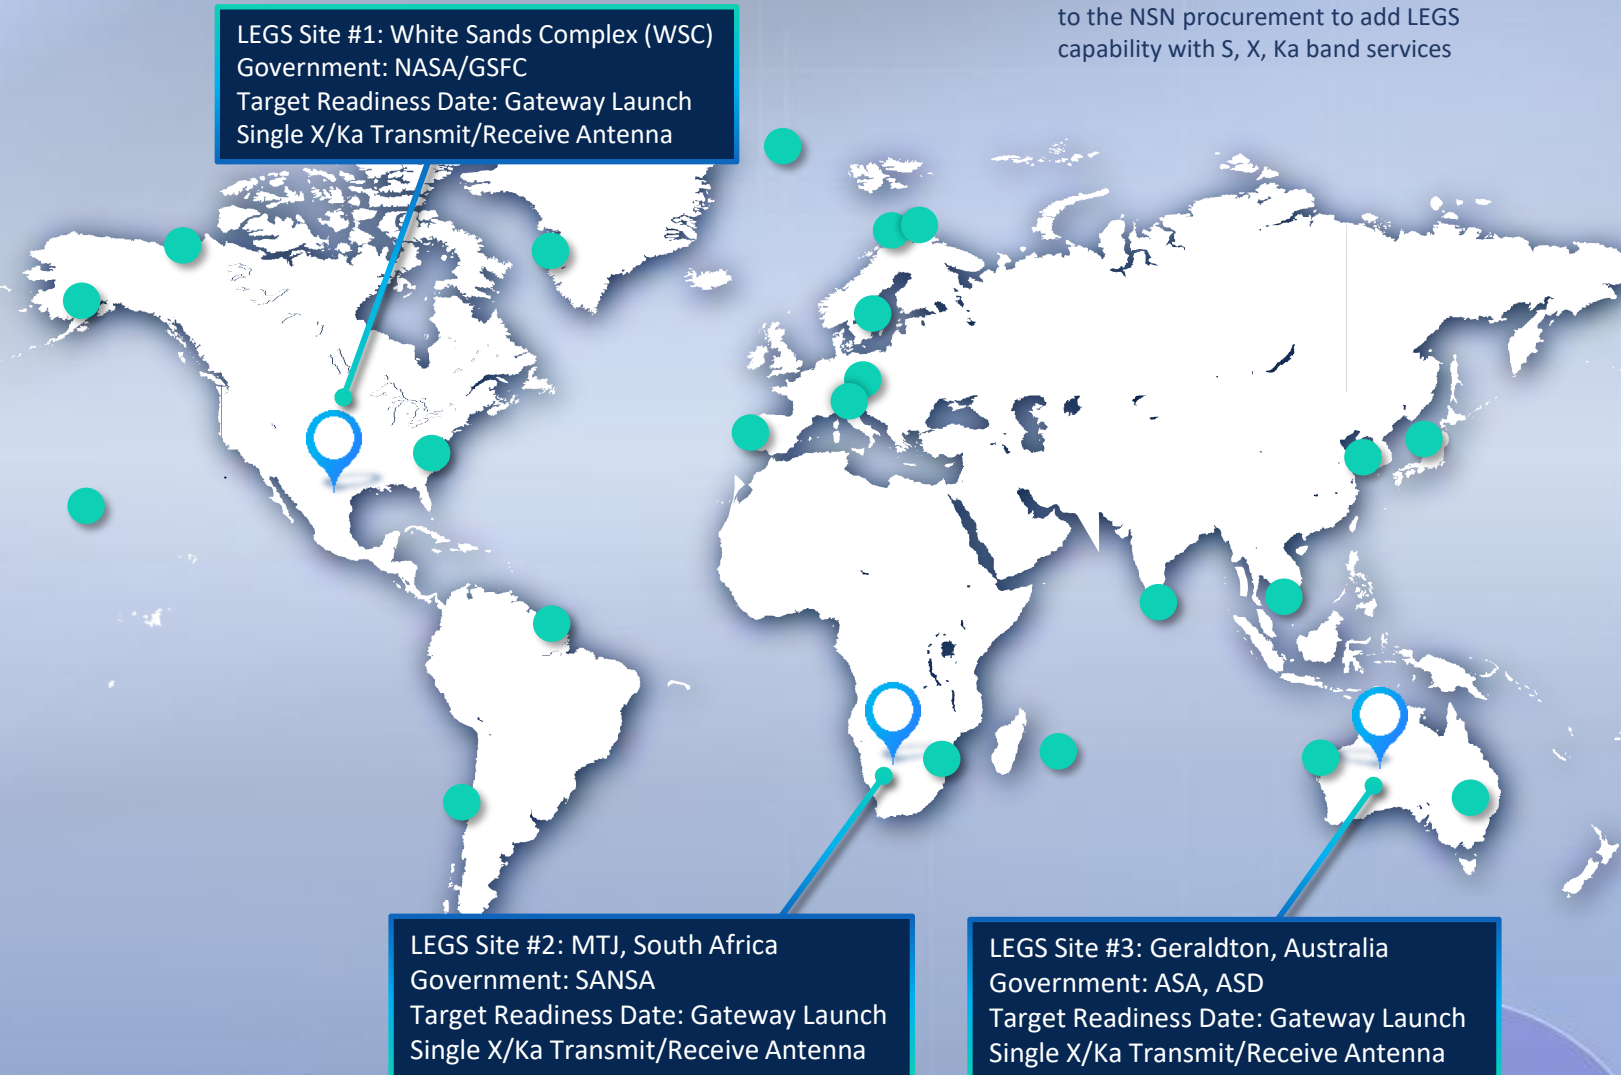 to the NSN procurement to add LEGS
capability with S, X, Ka band services
LEGS Site #1: White Sands Complex (WSC)
Government: NASA/GSFC
Target Readiness Date: Gateway Launch
Single X/Ka Transmit/Receive Antenna
LEGS Site #2: MTJ, South Africa
Government: SANSA
Target Readiness Date: Gateway Launch
Single X/Ka Transmit/Receive Antenna
LEGS Site #3: Geraldton, Australia
Government: ASA, ASD
Target Readiness Date: Gateway Launch
Single X/Ka Transmit/Receive Antenna